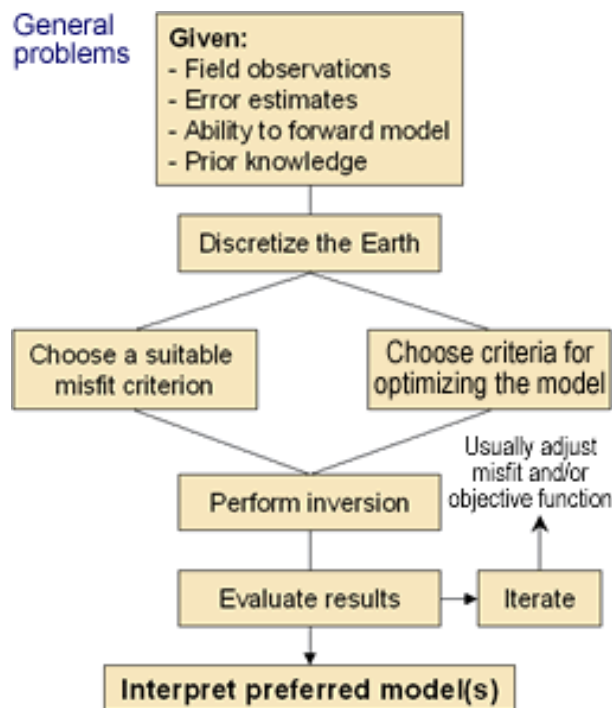 General
problems
Given:
- Field observations
- Error estimates
- Ability to forward model
- Prior knowledge
Discretize the Earth
Choose a suitable
misfit criterion
Choose criteria for
optimizing the model
Usually adjust
misfit and/or
objective function
Perform inversion
Evaluate results
Iterate
Interpret preferred model(s)